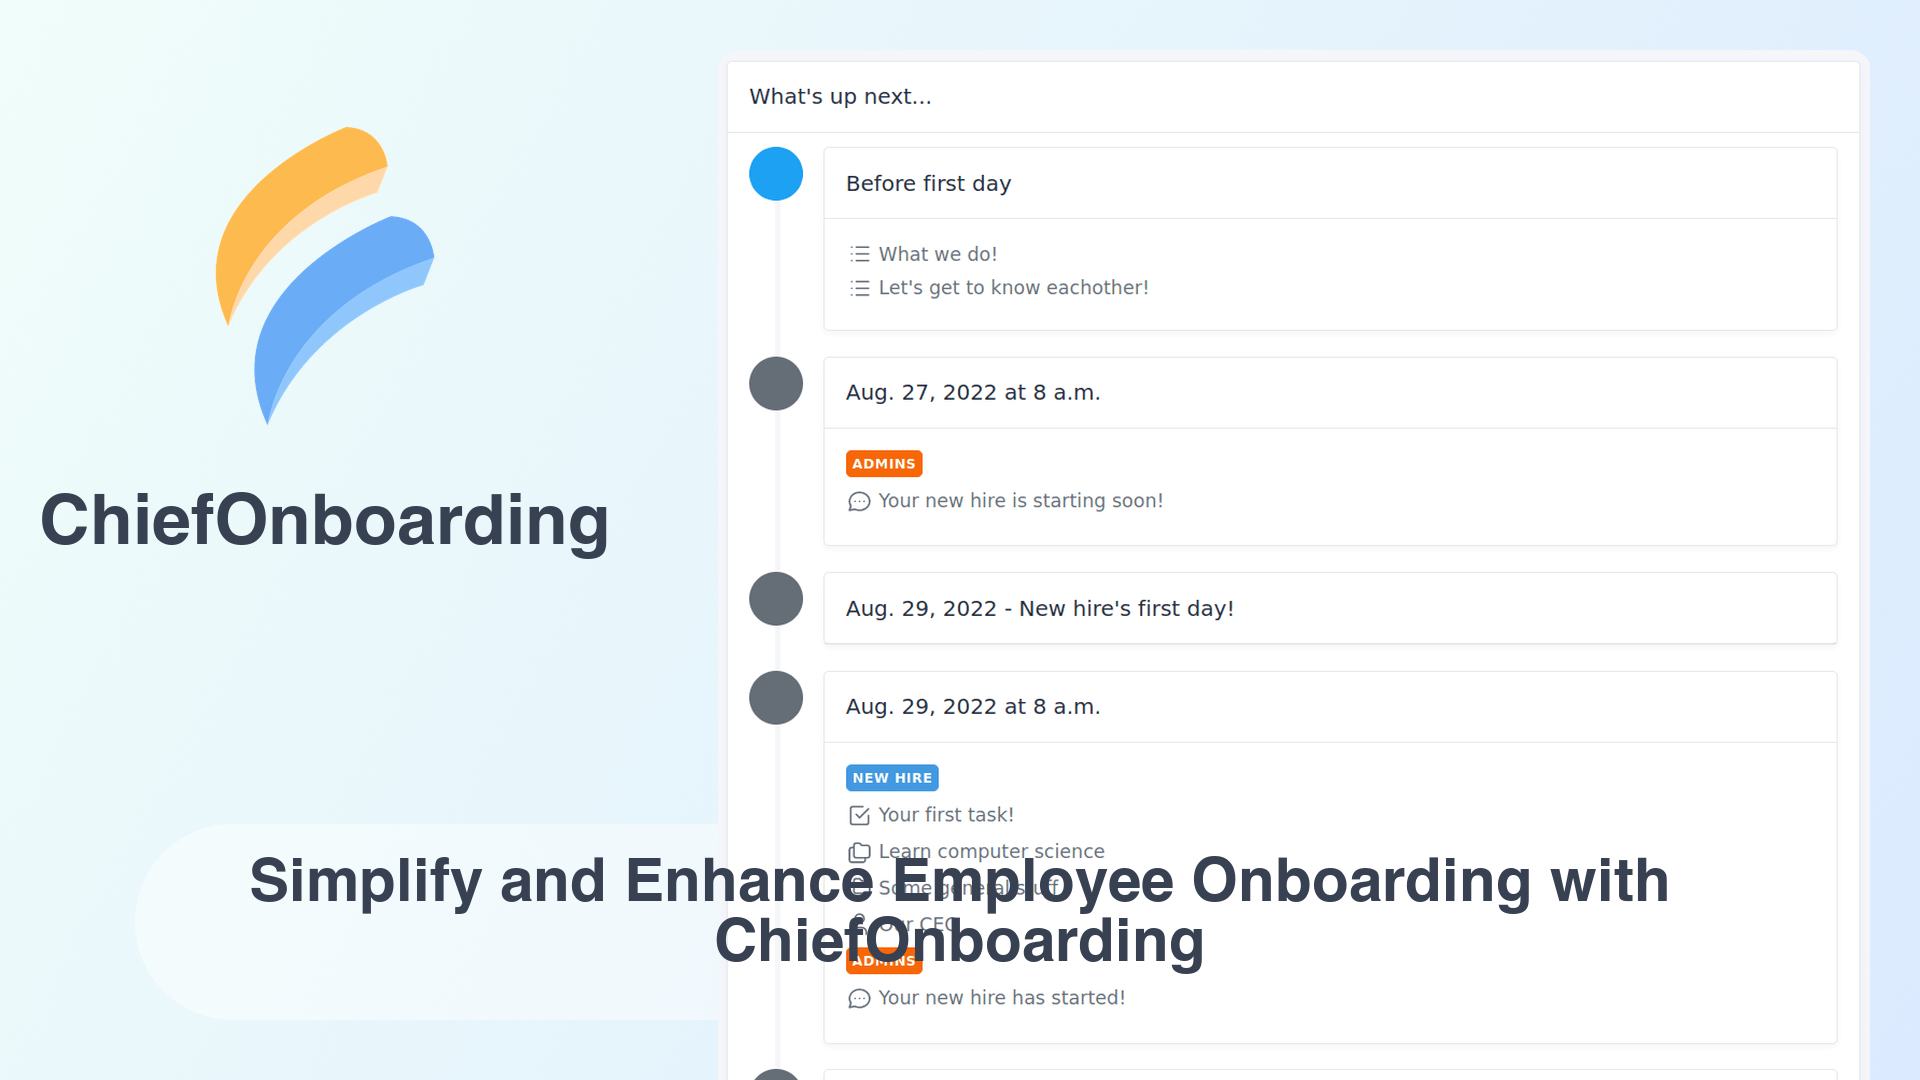 ChiefOnboarding
What's up next...
Before first day
What we do!
Let's get to know eachother!
Aug. 27, 2022 at 8 a.m.
ADMINS
Your new hire is starting soon!
Aug. 29, 2022 - New hire's first day!
Aug. 29, 2022 at 8 a.m.
NEW HIRE
Your first task!
Learn computer science
Some general stuff
Our CEO
ADMINS
Your new hire has started!
Simplify and Enhance Employee Onboarding with
ChiefOnboarding